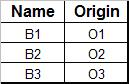 Name Origin
B1 O1
B2 O2
B3 O3